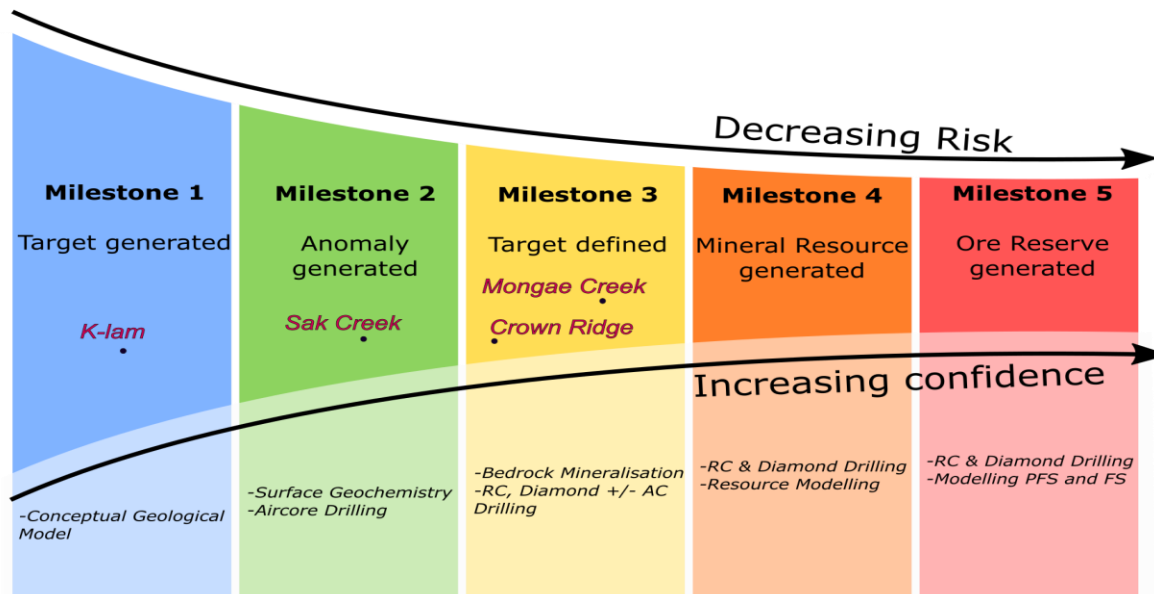 Decreasing Risk
Milestone 1
Target generated
K-lam
-Conceptual Geological
Model
Milestone 2
Anomaly
generated
Sak Creek
-Surface Geochemistry
-Aircore Drilling
Milestone 3
Target defined
Mongae Creek
Crown Ridge
-Bedrock Mineralisation
-RC, Diamond +/- AC
Drilling
Milestone 4
Mineral Resource
generated
-RC & Diamond Drilling
-Resource Modelling
Milestone 5
Ore Reserve
generated
-RC & Diamond Drilling
-Modelling PFS and FS
Increasing confidence